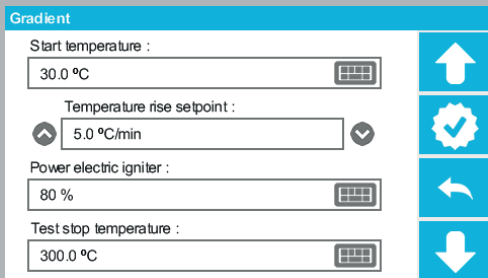 Gradient
Start temperature :
30.0 ºC
Temperature rise setpoint :
5.0 ºC/min
Power electric igniter :
80 %
Test stop temperature :
300.0 ºC